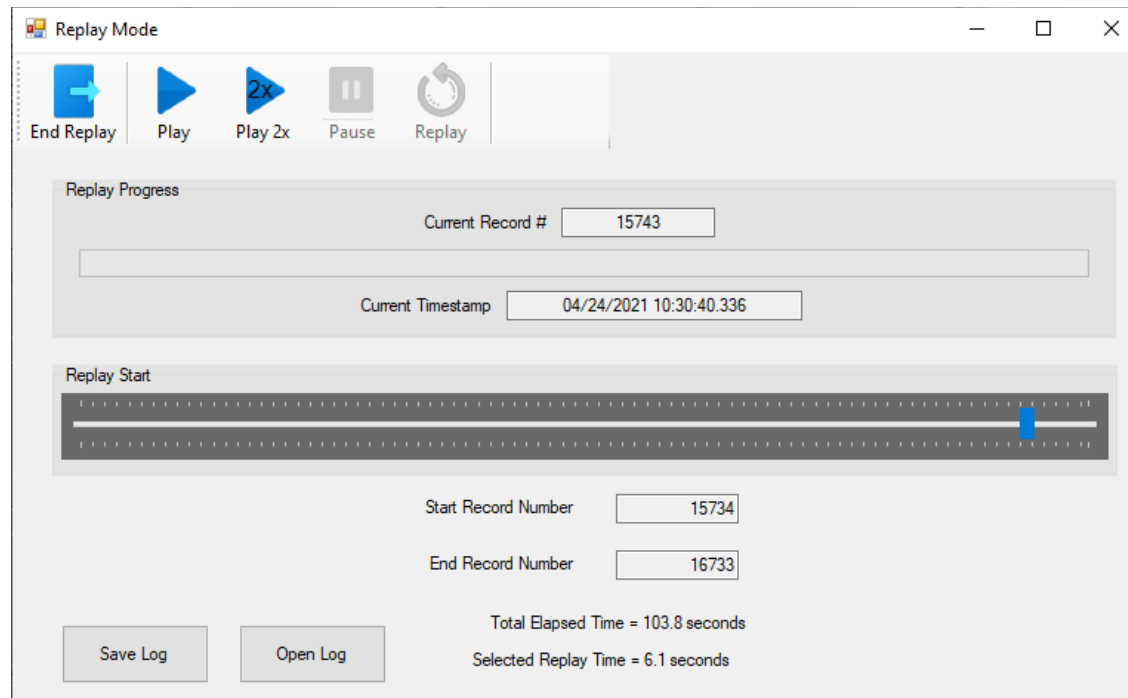 Replay Mode
2x
End Replay Play Play 2x Pause Replay
Replay Progress
Current Record # 15743
Current Timestamp 04/24/2021 10:30:40.336
Replay Start
Start Record Number 15734
End Record Number 16733
Total Elapsed Time = 103.8 seconds
Save Log Open Log
Selected Replay Time = 6.1 seconds